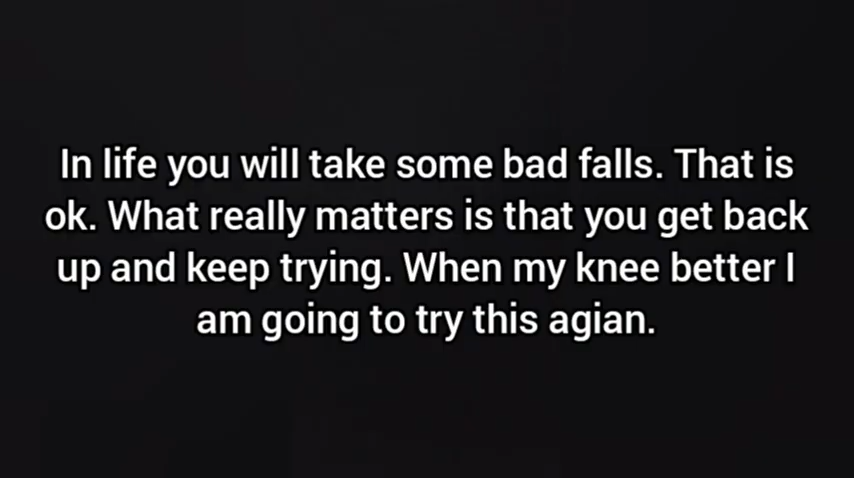 In life you will take some bad falls. That is
ok. What really matters is that you get back
up and keep trying. When my knee better I
am going to try this agian.